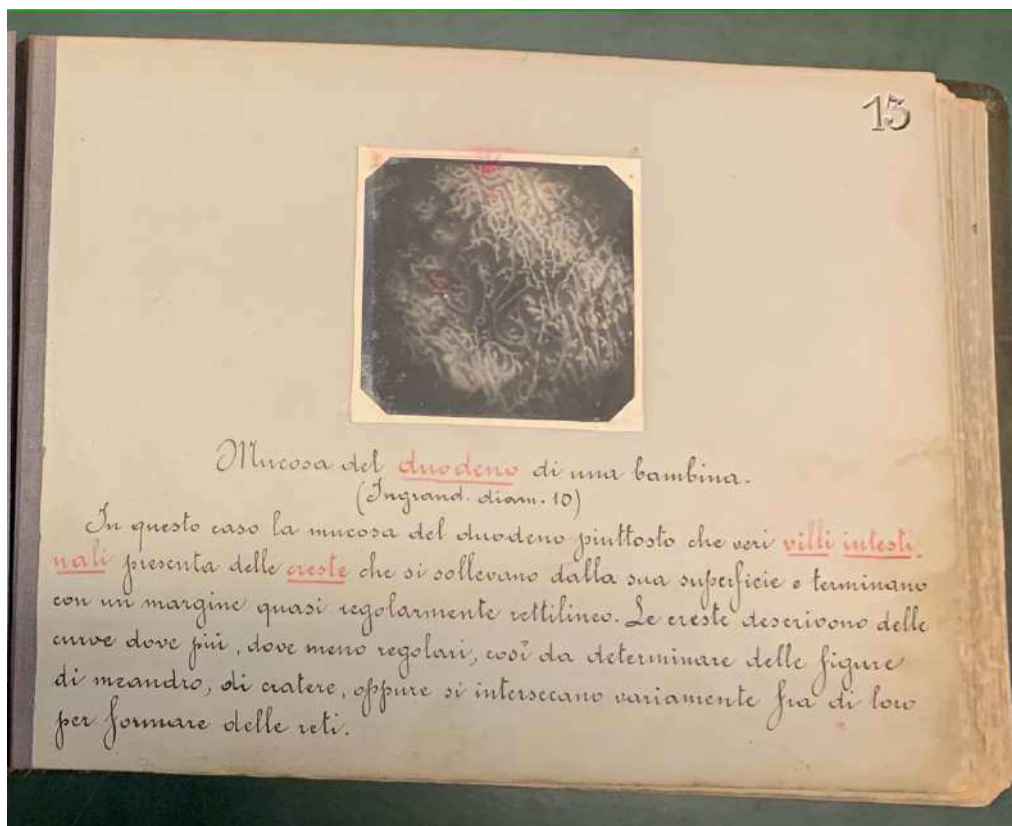 15
Mucosa del duodeno di una bambina.
(Ingrand. diam. 10)
In questo caso la mucosa del duodeno piuttosto che veri villi intesti-
nali presenta delle creste che si sollevano dalla sua superficie e terminano
con un margine quasi regolarmente rettilineo. Le creste descrivono delle
curve dove più, dove meno regolari, così da determinare delle figure
di meandro, di cratere, oppure si intersecano variamente fra di loro
per formare delle reti.